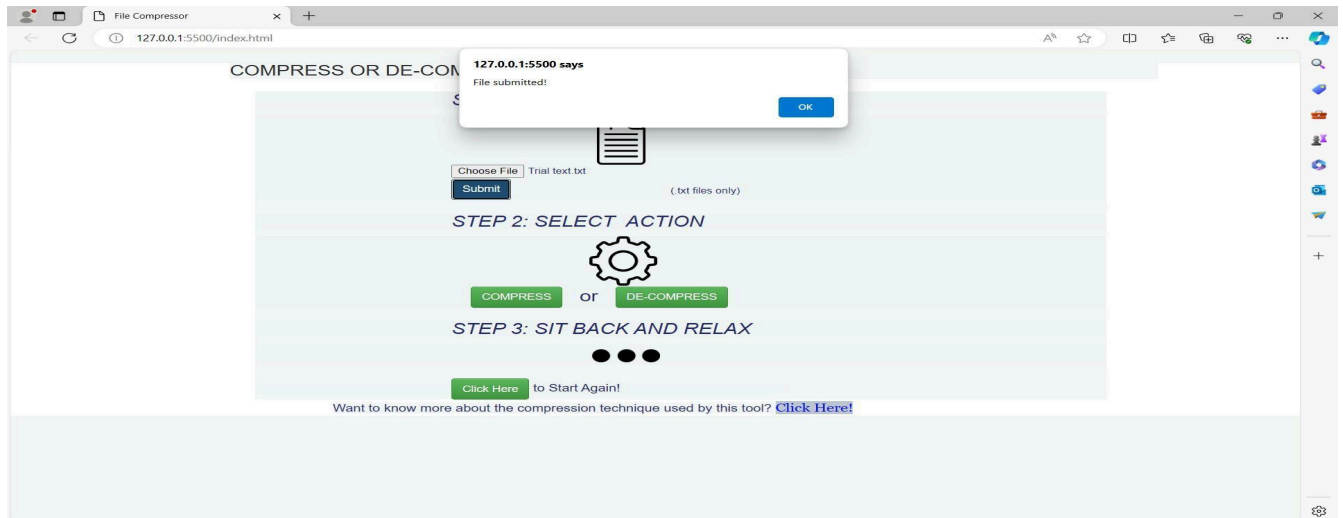 File Compressor
127.0.0.1:5500/index.html
COMPRESS OR DE-COM
127.0.0.1:5500 says
File submitted!
OK
S
Choose File Trial text.txt
Submit (.txt files only)
STEP 2: SELECT ACTION
COMPRESS or DE-COMPRESS
STEP 3: SIT BACK AND RELAX
Click Here to Start Again!
Want to know more about the compression technique used by this tool? Click Here!